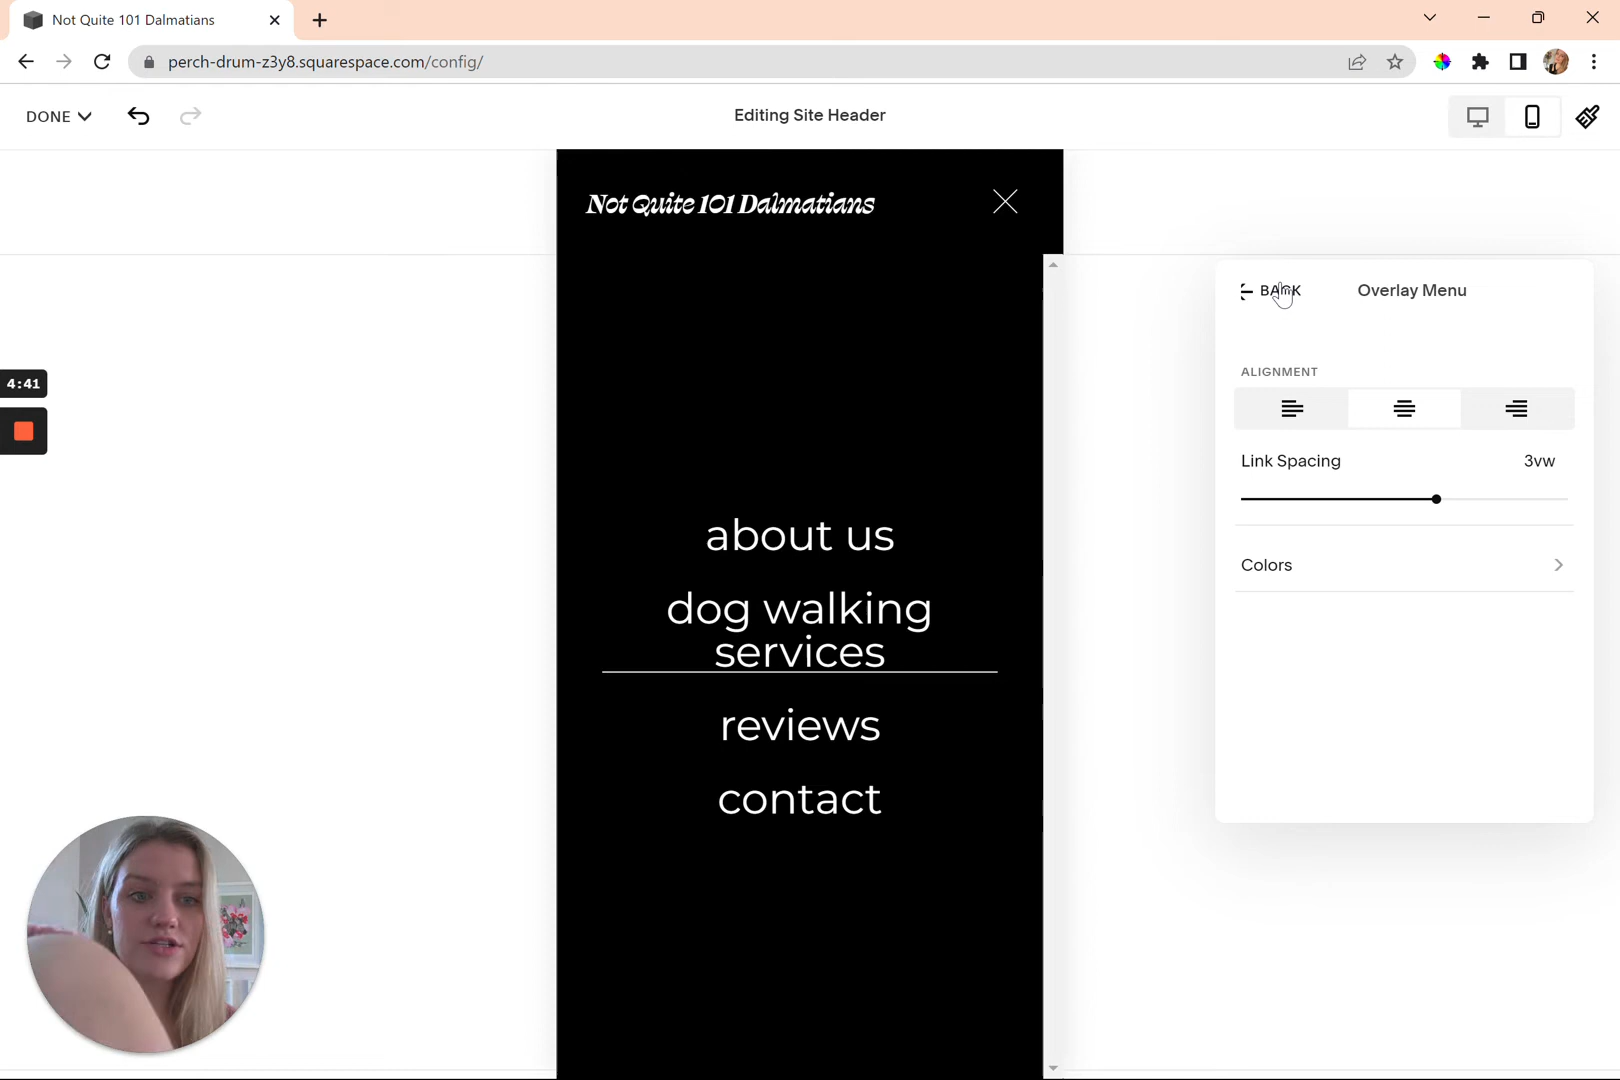 Not Quite 101 Dalmatians
perch-drum-z3y8.squarespace.com/config/
DONE
Editing Site Header
Not Quite 101 Dalmatians
BACK
Overlay Menu
ALIGNMENT
4:41
Link Spacing 3vw
about us
Colors
dog walking
services
reviews
contact